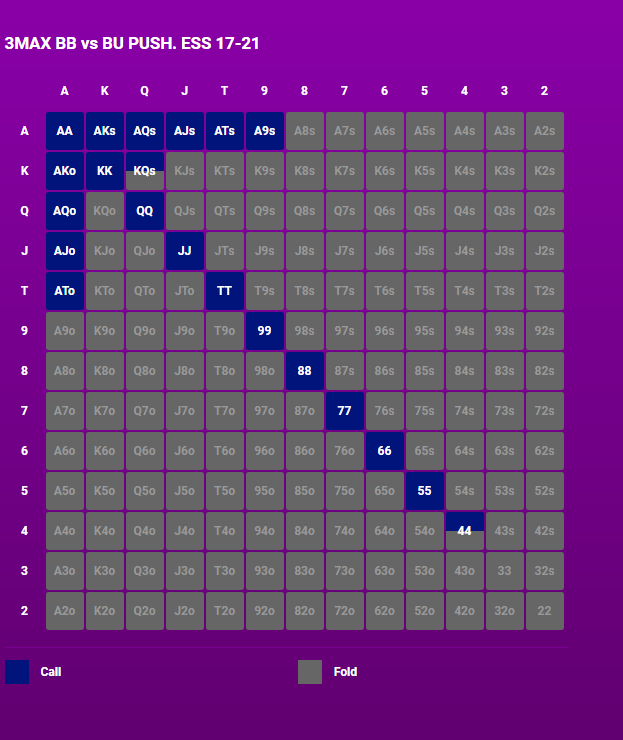 3MAX BB vs BU PUSH. ESS 17-21
A K Q J T 9 8 7 6 5 4 3 2
A AA AKs AQs AJs ATs A9s A8s A7s A6s A5s A4s A3s A2s
K AKo KK KQs KJs KTs K9s K8s K7s K6s K5s K4s K3s K2s
Q AQo KQo QQ QJs QTs Q9s Q8s Q7s Q6s Q5s Q4s Q3s Q2s
J AJo KJo QJo JJ JTs J9s J8s J7s J6s J5s J4s J3s J2s
T ATo KTo QTo JTo TT T9s T8s T7s T6s T5s T4s T3s T2s
9 A9o K9o Q9o J9o T9o 99 98s 97s 96s 95s 94s 93s 92s
8 A8o K8o Q8o J8o T8o 98o 88 87s 86s 85s 84s 83s 82s
7 A7o K7o Q7o J7o T7o 97o 87o 77 76s 75s 74s 73s 72s
6 A6o K6o Q6o J6o T6o 96o 86o 76o 66 65s 64s 63s 62s
5 A5o K5o Q5o J5o T5o 95o 85o 75o 65o 55 54s 53s 52s
4 A4o K4o Q4o J4o T4o 94o 84o 74o 64o 54o 44 43s 42s
3 A3o K3o Q3o J3o T3o 93o 83o 73o 63o 53o 43o 33 32s
2 A2o K2o Q2o J2o T2o 92o 82o 72o 62o 52o 42o 32o 22
Call Fold